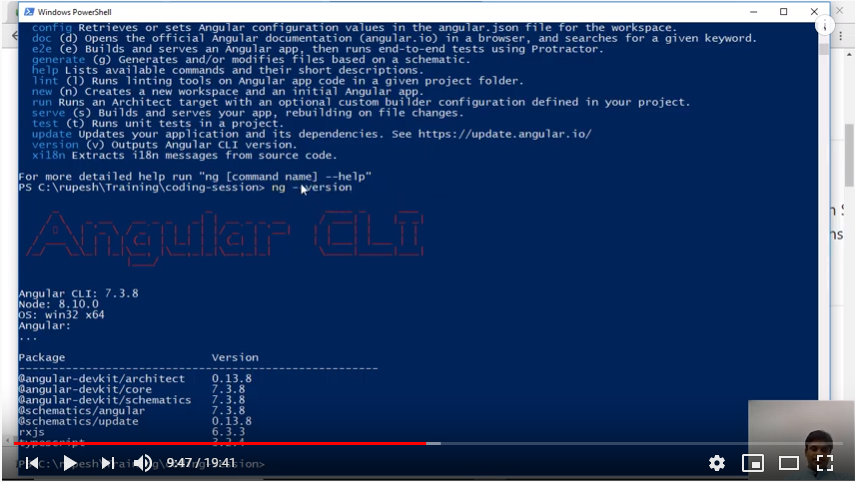 Windows PowerShell
config Retrieves or sets Angular configuration values in the angular.json file for the workspace.
doc (d) Opens the official Angular documentation (angular.io) in a browser, and searches for a given keyword.
e2e (e) Builds and serves an Angular app, then runs end-to-end tests using Protractor.
generate (g) Generates and/or modifies files based on a schematic.
help Lists available commands and their short descriptions.
lint (l) Runs linting tools on Angular app code in a given project folder.
new (n) Creates a new workspace and an initial Angular app.
run Runs an Architect target with an optional custom builder configuration defined in your project.
serve (s) Builds and serves your app, rebuilding on file changes.
test (t) Runs unit tests in a project.
update Updates your application and its dependencies. See https://update.angular.io/
version (v) Outputs Angular CLI version.
xi18n Extracts i18n messages from source code.
For more detailed help run "ng [command name] --help"
PS C:\rupesh\Training\coding-session> ng --version
Angular CLI
Angular CLI: 7.3.8
Node: 8.10.0
OS: win32 x64
Angular:
...
Package Version
------------------------------------------------------
@angular-devkit/architect 0.13.8
@angular-devkit/core 7.3.8
@angular-devkit/schematics 7.3.8
@schematics/angular 7.3.8
@schematics/update 0.13.8
rxjs 6.3.3
typescript 3.2.4
PS C:\rupesh\Training\coding-session>
9:47 / 19:41